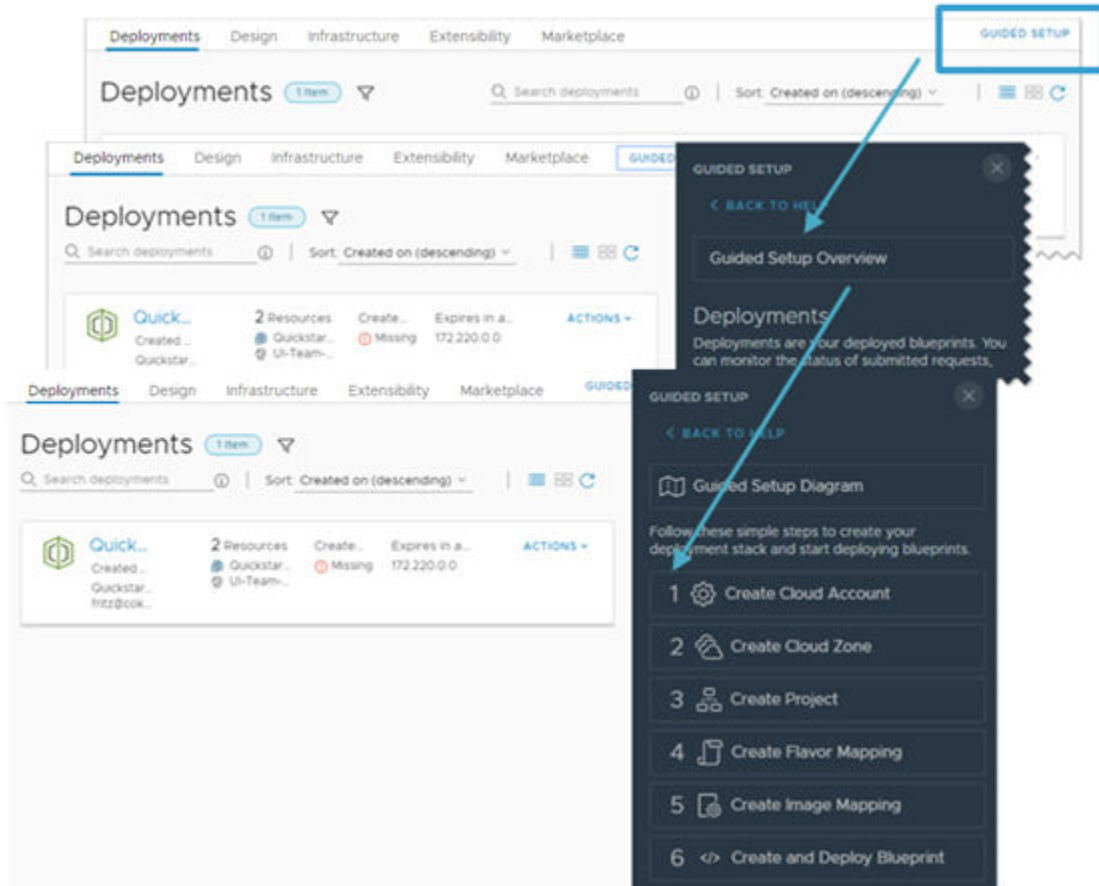 Deployments Design Infrastructure Extensibility Marketplace GUIDED SETUP
Deployments 1 Item Search deployments Sort: Created on (descending)
Deployments Design Infrastructure Extensibility Marketplace GUIDED
Deployments 1 Item
Search deployments Sort: Created on (descending)
Quick... 2 Resources Create... Expires in a... ACTIONS
Created ... Quickstar... Missing 172.220.0.0
Quickstar... UI-Team-...
GUIDED SETUP
< BACK TO HELP
Guided Setup Overview
Deployments
Deployments are your deployed blueprints. You
can monitor the status of submitted requests,
Deployments Design Infrastructure Extensibility Marketplace GUIDED
Deployments 1 Item
Search deployments Sort: Created on (descending)
Quick... 2 Resources Create... Expires in a... ACTIONS
Created ... Quickstar... Missing 172.220.0.0
Quickstar... UI-Team-...
fritz@cok...
GUIDED SETUP
< BACK TO HELP
Guided Setup Diagram
Follow these simple steps to create your
deployment stack and start deploying blueprints.
1 Create Cloud Account
2 Create Cloud Zone
3 Create Project
4 Create Flavor Mapping
5 Create Image Mapping
6 </> Create and Deploy Blueprint